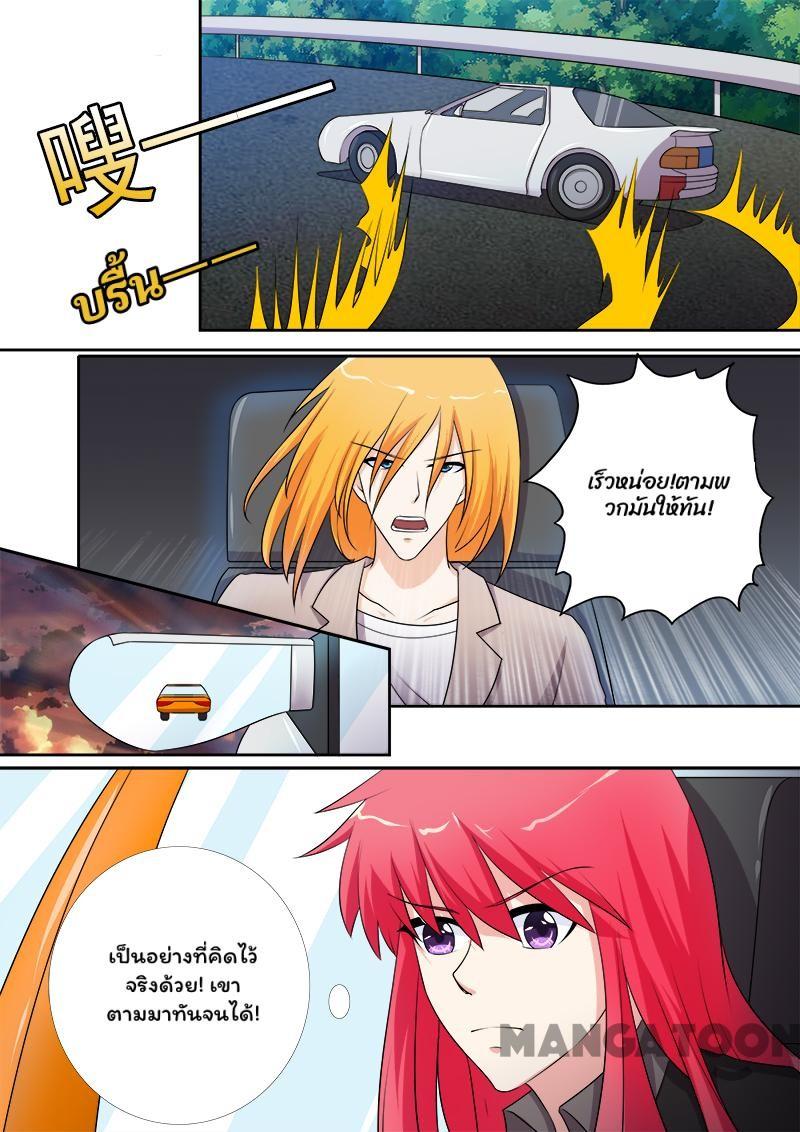 嗖——
บรื้น——
เร็วหน่อย!ตามพ
วกมันให้ทัน!
เป็นอย่างที่คิดไว้
จริงด้วย! เขา
ตามมาทันจนได้!
MANGATOON